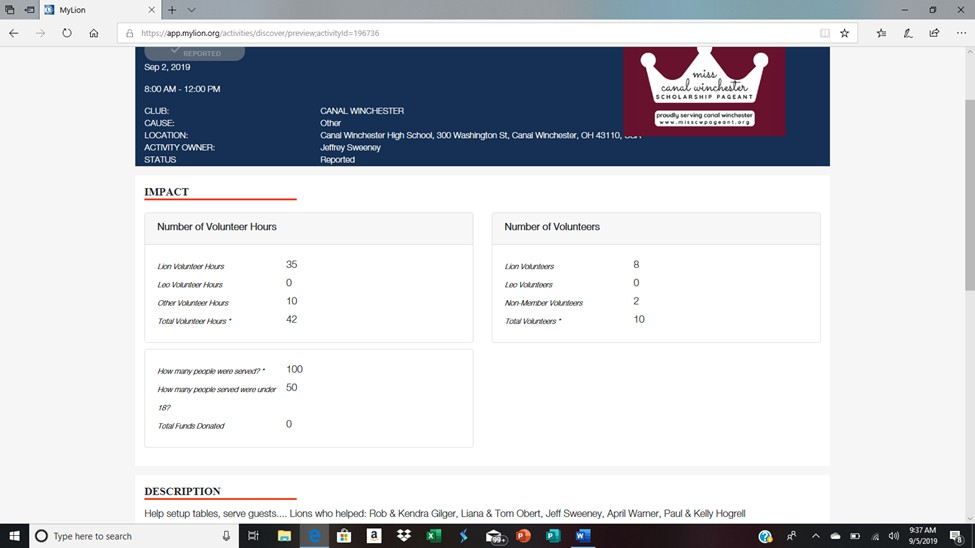 MyLion
https://app.mylion.org/activities/discover/preview;activityId=196736
REPORTED
Sep 2, 2019
8:00 AM - 12:00 PM
CLUB: CANAL WINCHESTER
CAUSE: Other
LOCATION: Canal Winchester High School, 300 Washington St, Canal Winchester, OH 43110,
ACTIVITY OWNER: Jeffrey Sweeney
STATUS Reported
miss
canal winchester
SCHOLARSHIP PAGEANT
proudly serving canal winchester
www.misscwpageant.org
IMPACT
Number of Volunteer Hours
Lion Volunteer Hours 35
Leo Volunteer Hours 0
Other Volunteer Hours 10
Total Volunteer Hours * 42
Number of Volunteers
Lion Volunteers 8
Leo Volunteers 0
Non-Member Volunteers 2
Total Volunteers * 10
How many people were served? * 100
How many people served were under 50
18?
Total Funds Donated 0
DESCRIPTION
Help setup tables, serve guests.... Lions who helped: Rob & Kendra Gilger, Liana & Tom Obert, Jeff Sweeney, April Warner, Paul & Kelly Hogrell
Type here to search
99+
9:37 AM
9/5/2019
8